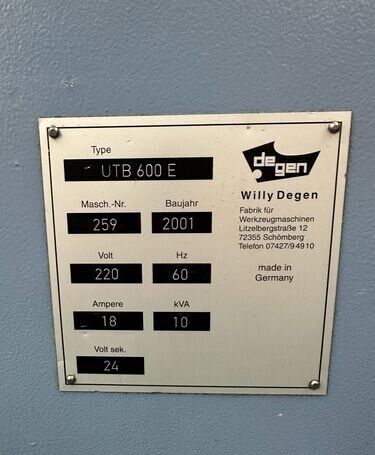 Type
UTB 600 E
Masch.-Nr. Baujahr
259 2001
Volt Hz
220 60
Ampere kVA
18 10
Volt sek.
24
degen
Willy Degen
Fabrik für
Werkzeugmaschinen
Litzelbergstraße 12
72355 Schömberg
Telefon 07427/94910
made in
Germany